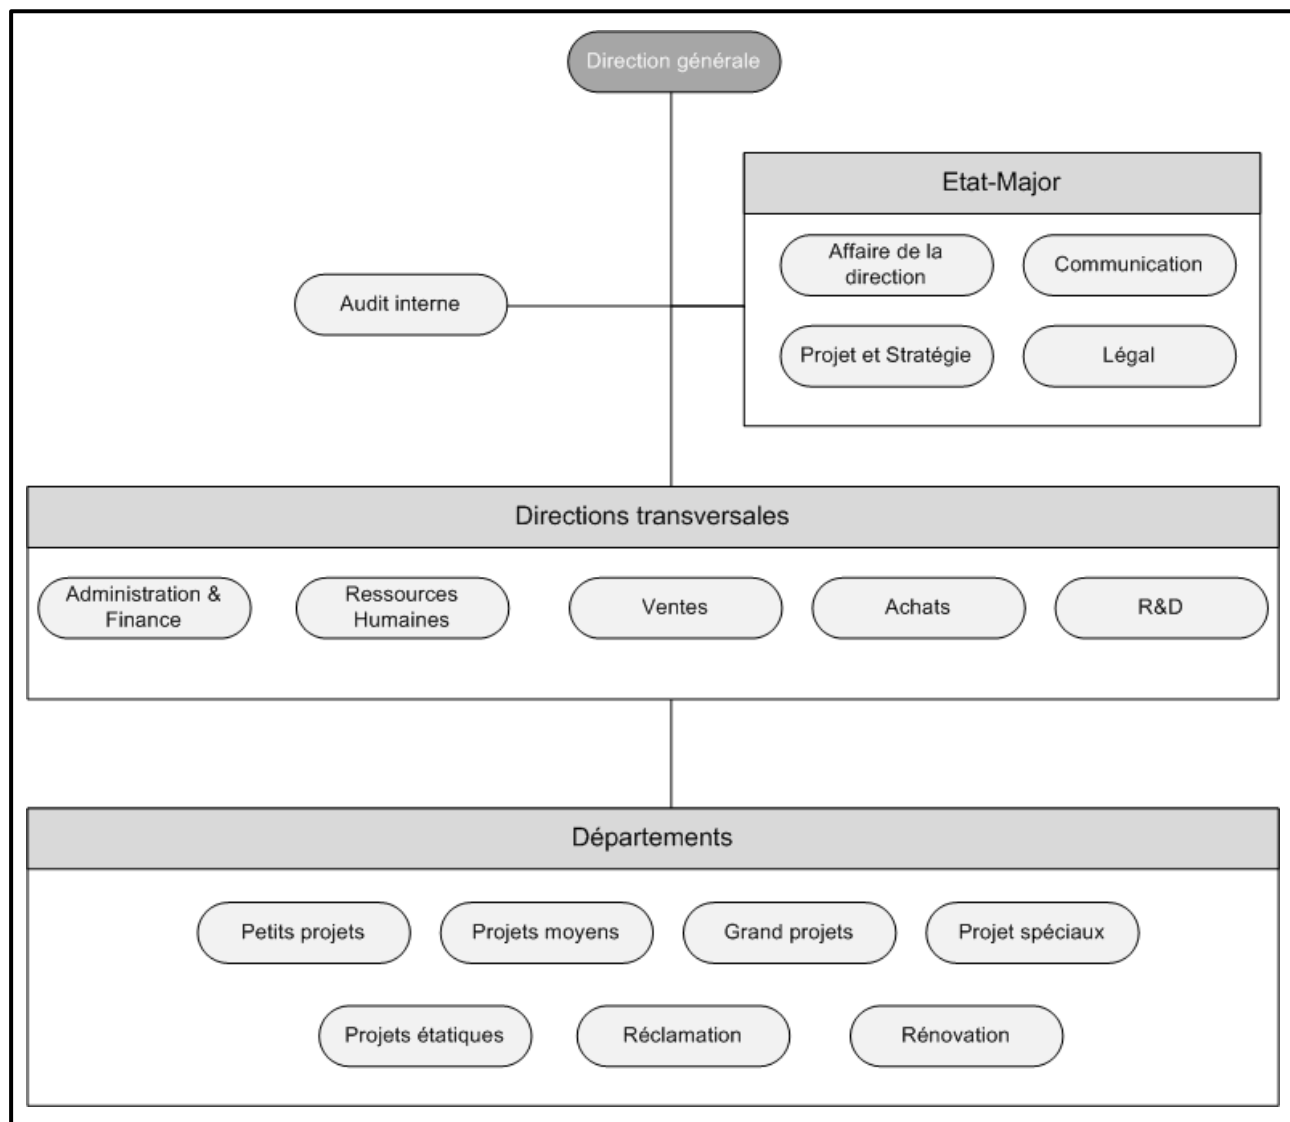 Direction générale
Etat-Major
Affaire de la
direction
Communication
Audit interne
Projet et Stratégie
Légal
Directions transversales
Administration &
Finance
Ressources
Humaines
Ventes
Achats
R&D
Départements
Petits projets
Projets moyens
Grand projets
Projet spéciaux
Projets étatiques
Réclamation
Rénovation